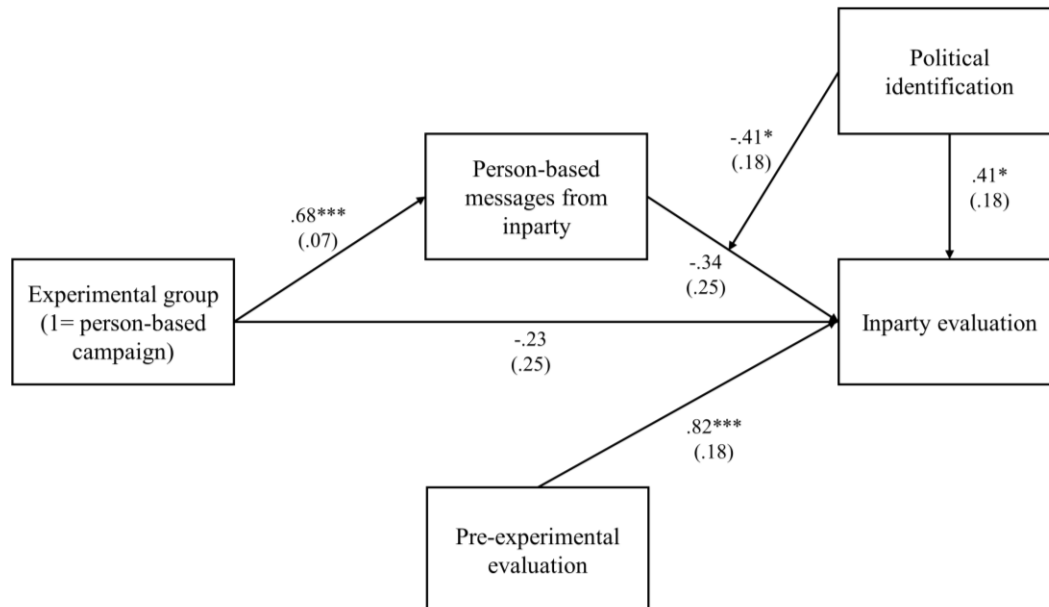 Political
identification
-.41*
(.18)
.41*
(.18)
Person-based
messages from
inparty
.68***
(.07)
-.34
(.25)
Experimental group
(1= person-based
campaign)
Inparty evaluation
-.23
(.25)
.82***
(.18)
Pre-experimental
evaluation